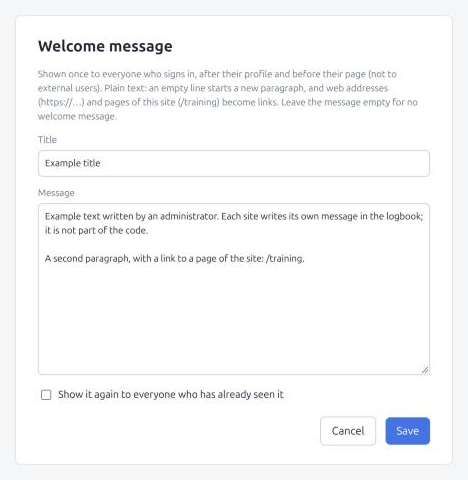 Welcome message
Shown once to everyone who signs in, after their profile and before their page (not to
external users). Plain text: an empty line starts a new paragraph, and web addresses
(https://…) and pages of this site (/training) become links. Leave the message empty for no
welcome message.
Title
Example title
Message
Example text written by an administrator. Each site writes its own message in the logbook;
it is not part of the code.
A second paragraph, with a link to a page of the site: /training.
Show it again to everyone who has already seen it
Cancel
Save